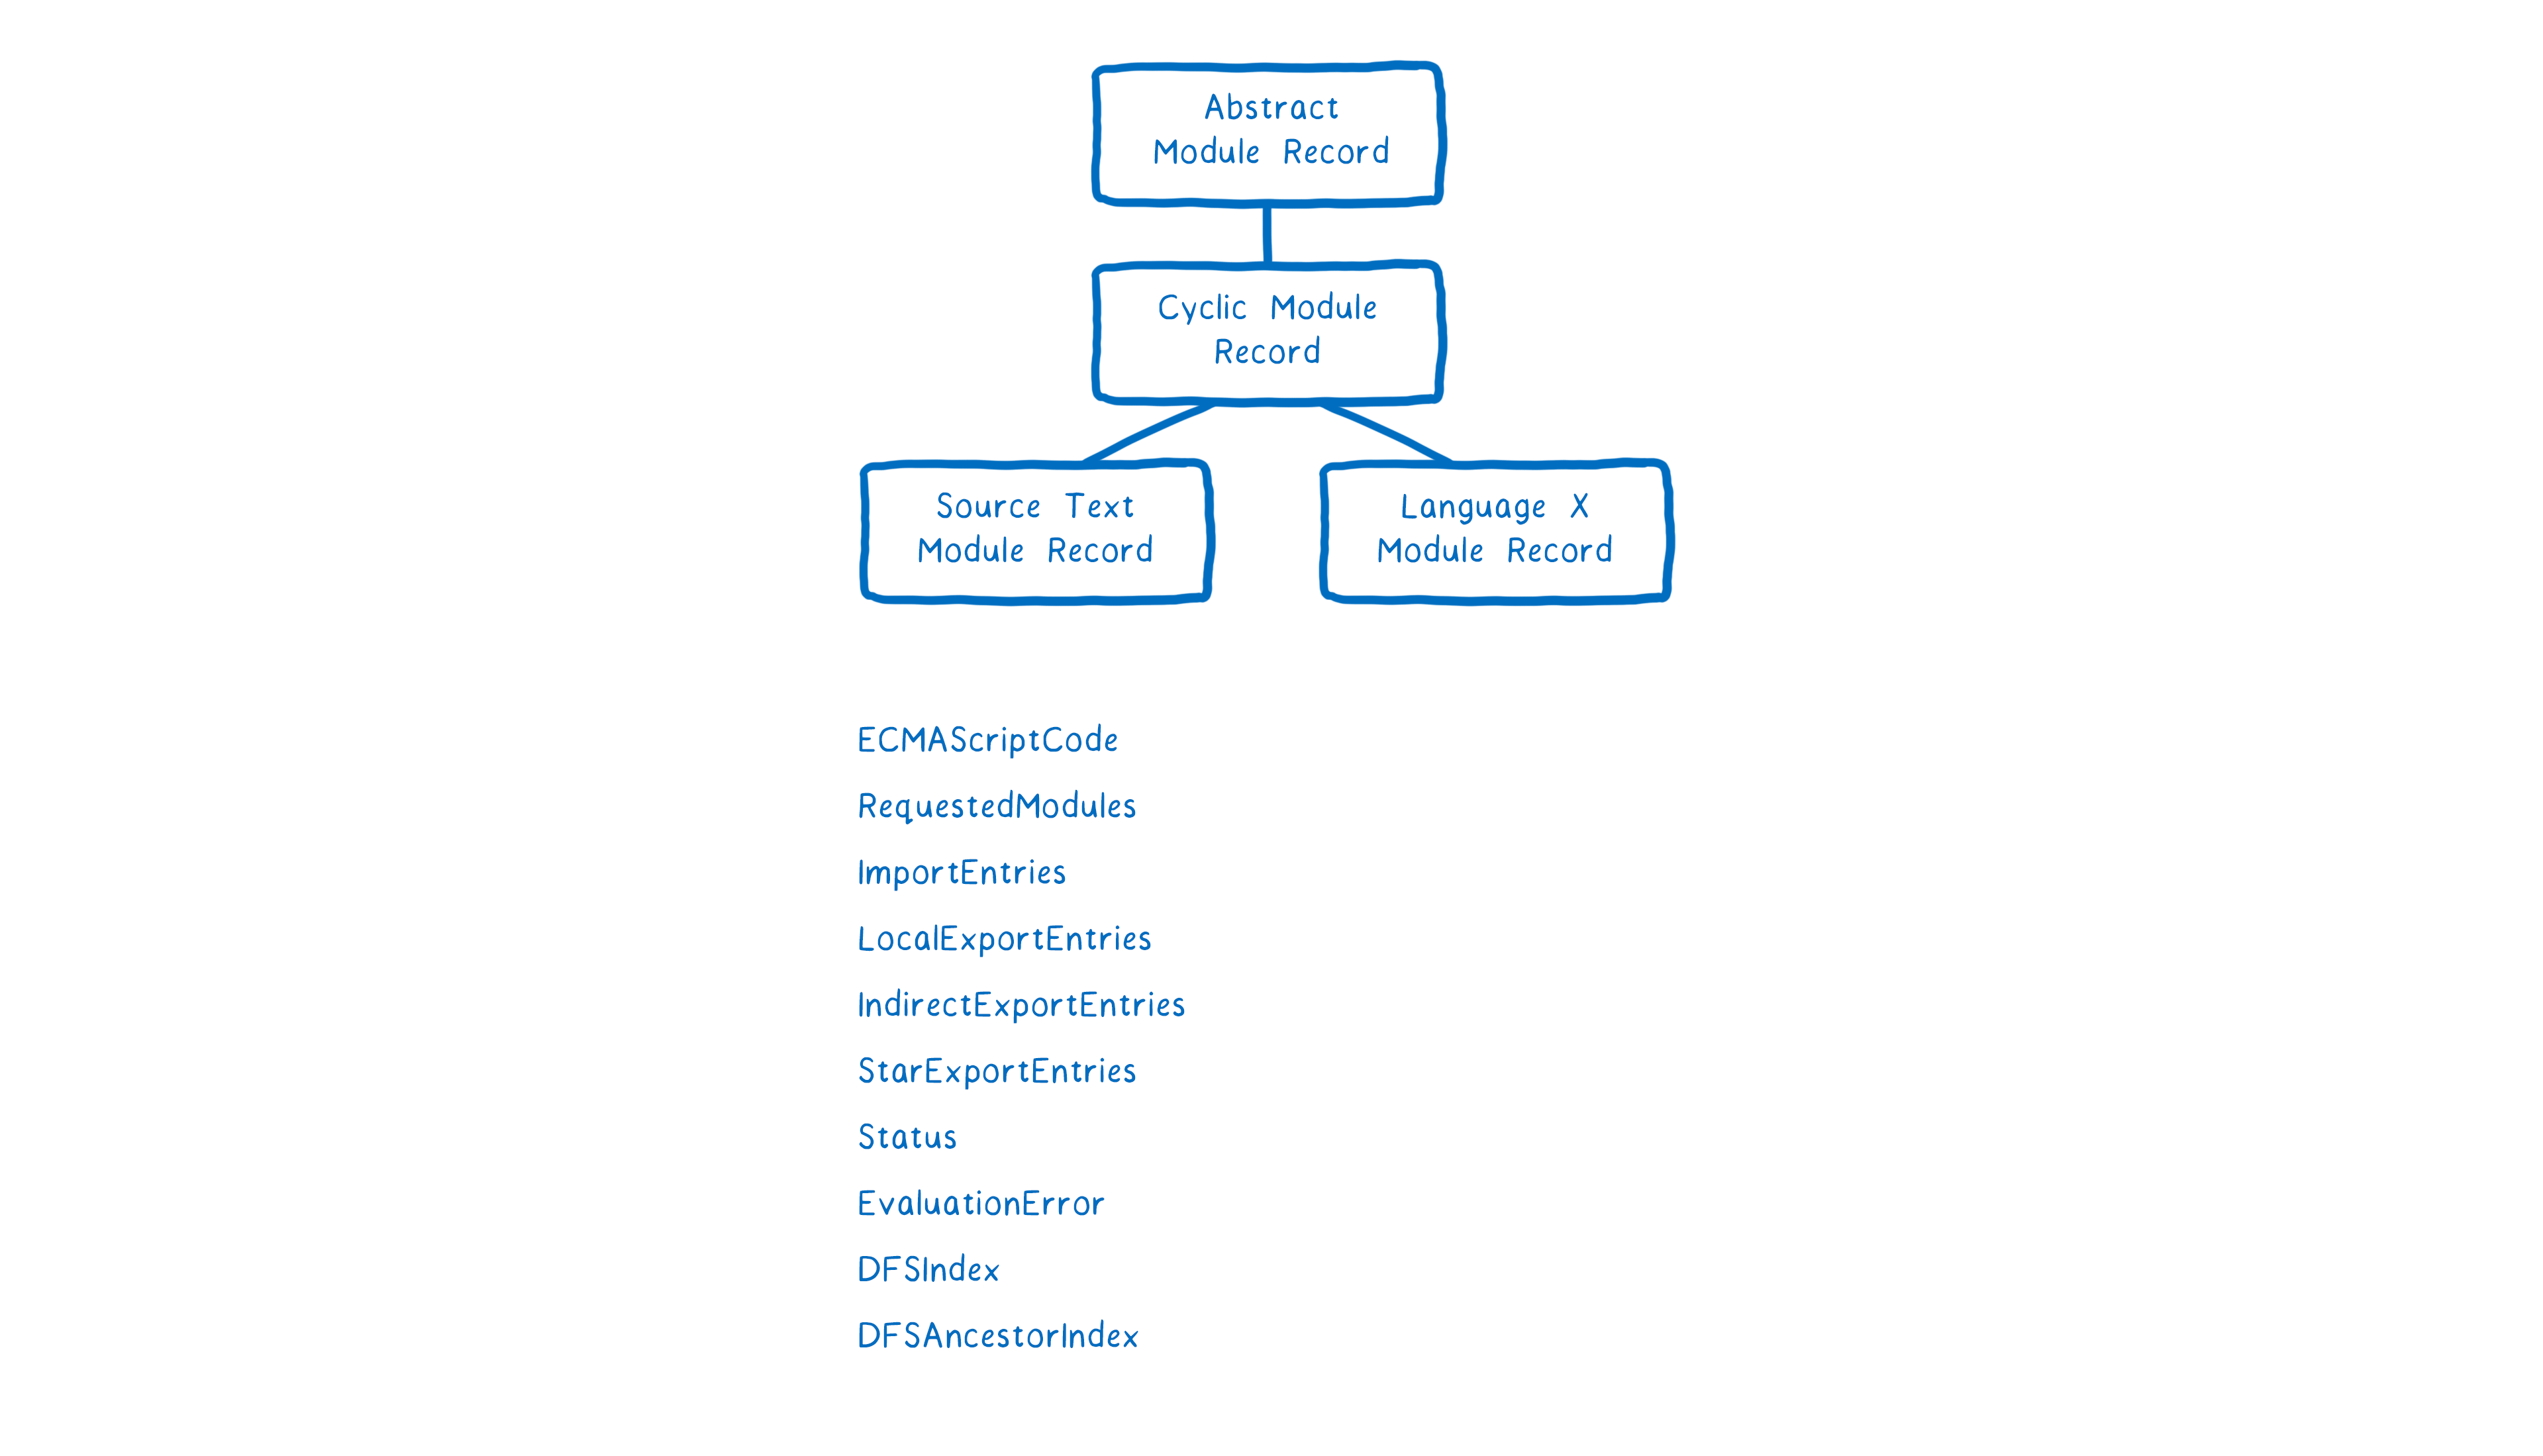 Abstract
Module Record
Cyclic Module
Record
Source Text
Module Record
Language X
Module Record
ECMAScriptCode
RequestedModules
ImportEntries
LocalExportEntries
IndirectExportEntries
StarExportEntries
Status
EvaluationError
DFSIndex
DFSAncestorIndex